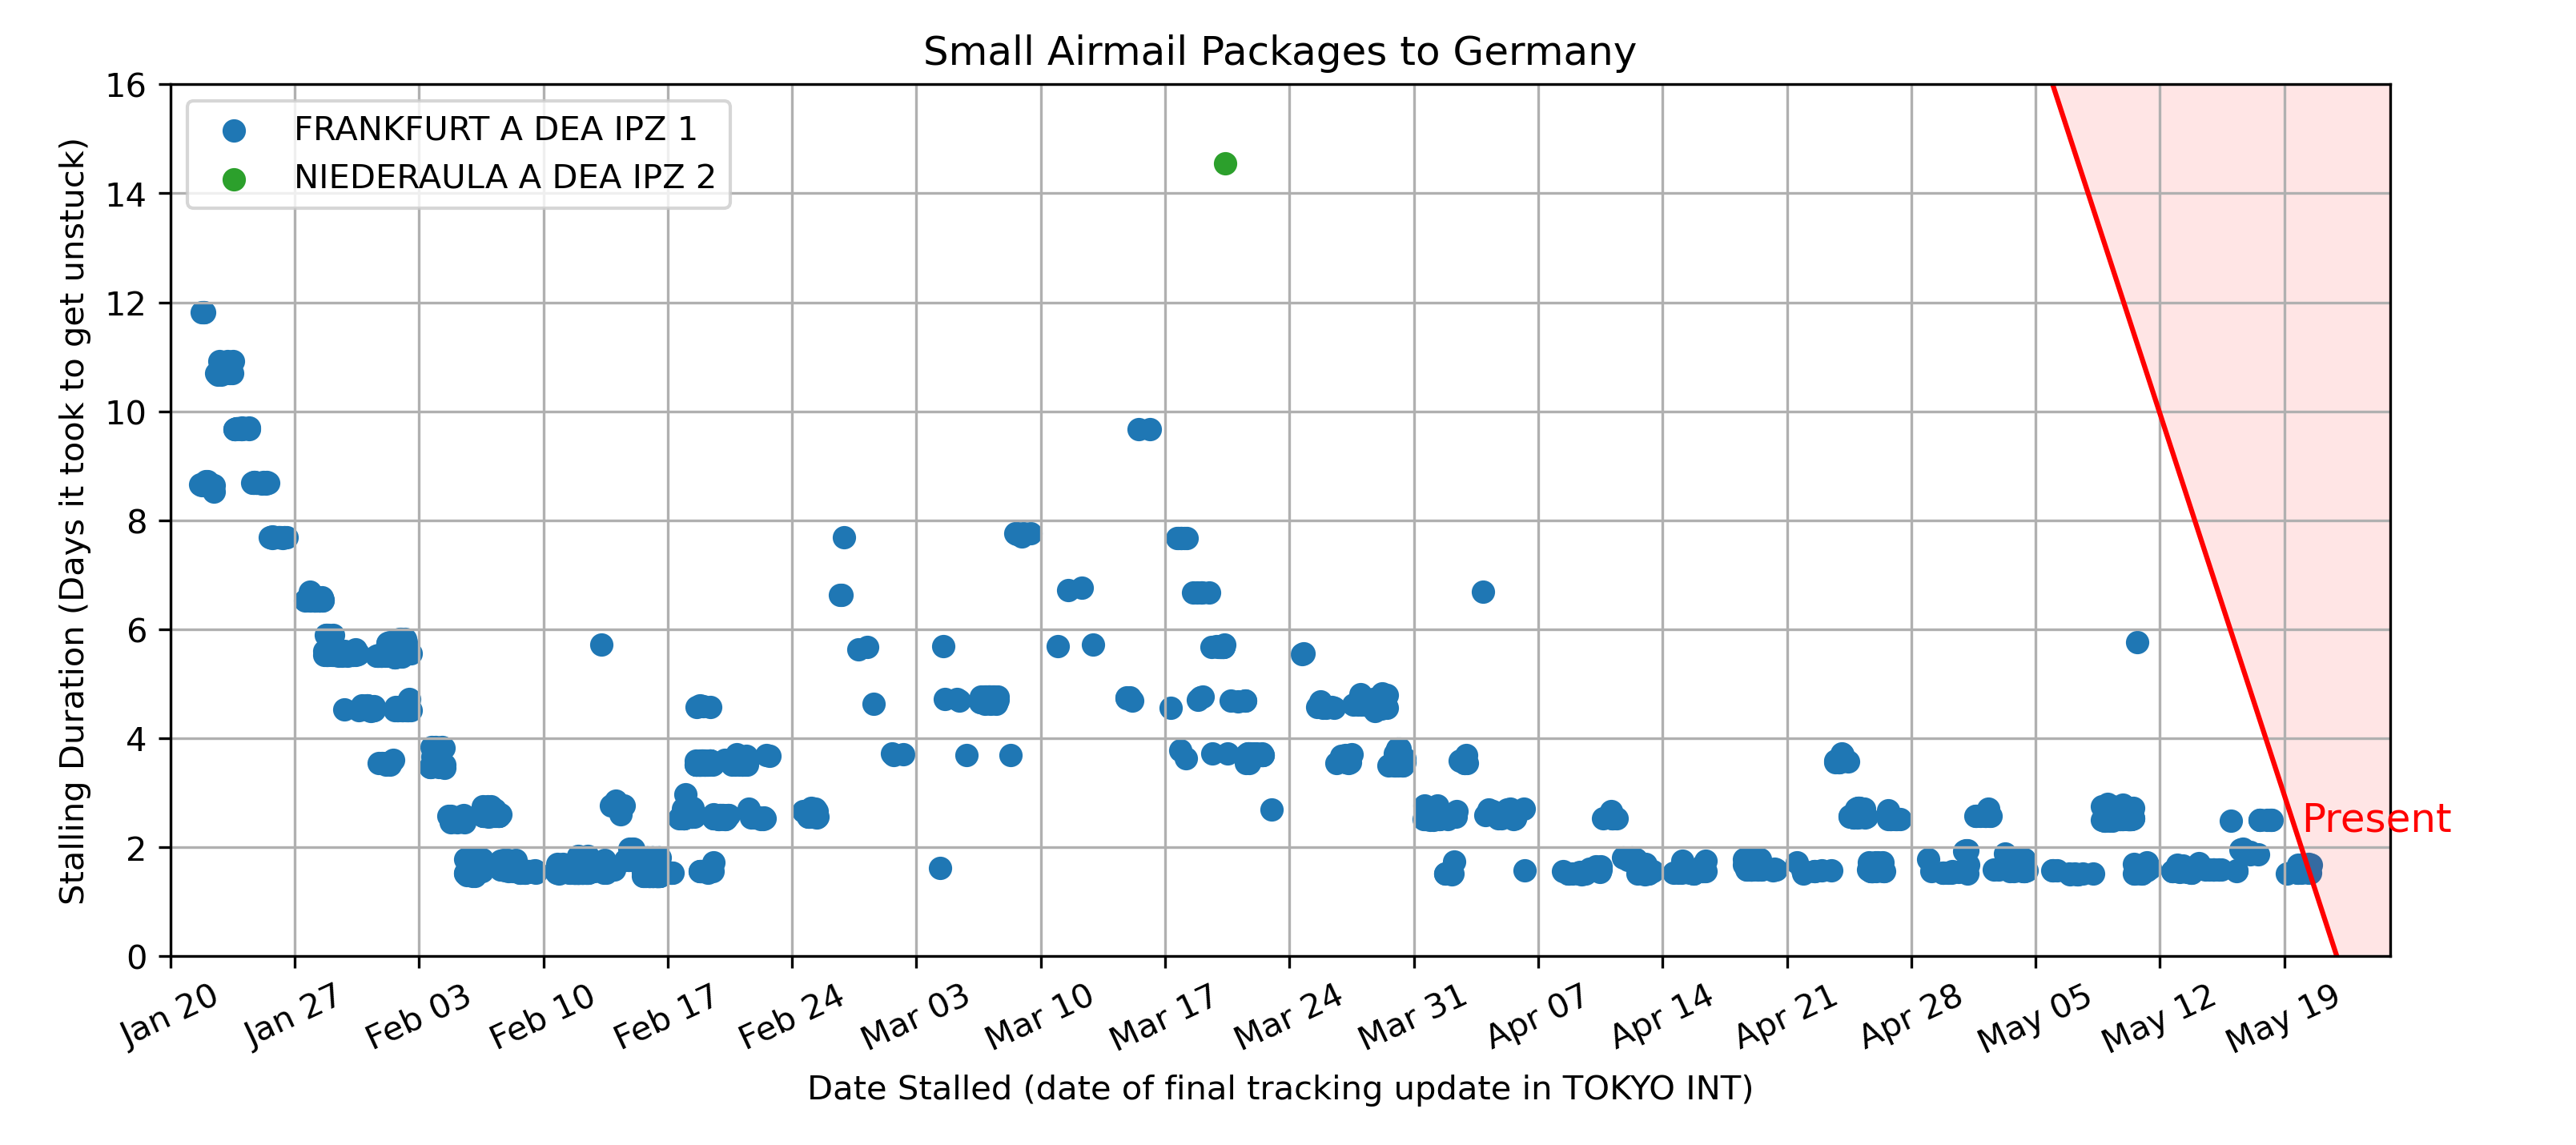 Small Airmail Packages to Germany
Stalling Duration (Days it took to get unstuck)
16
14
12
10
8
6
4
2
0
FRANKFURT A DEA IPZ 1
NIEDERAULA A DEA IPZ 2
Present
Jan 20
Jan 27
Feb 03
Feb 10
Feb 17
Feb 24
Mar 03
Mar 10
Mar 17
Mar 24
Mar 31
Apr 07
Apr 14
Apr 21
Apr 28
May 05
May 12
May 19
Date Stalled (date of final tracking update in TOKYO INT)